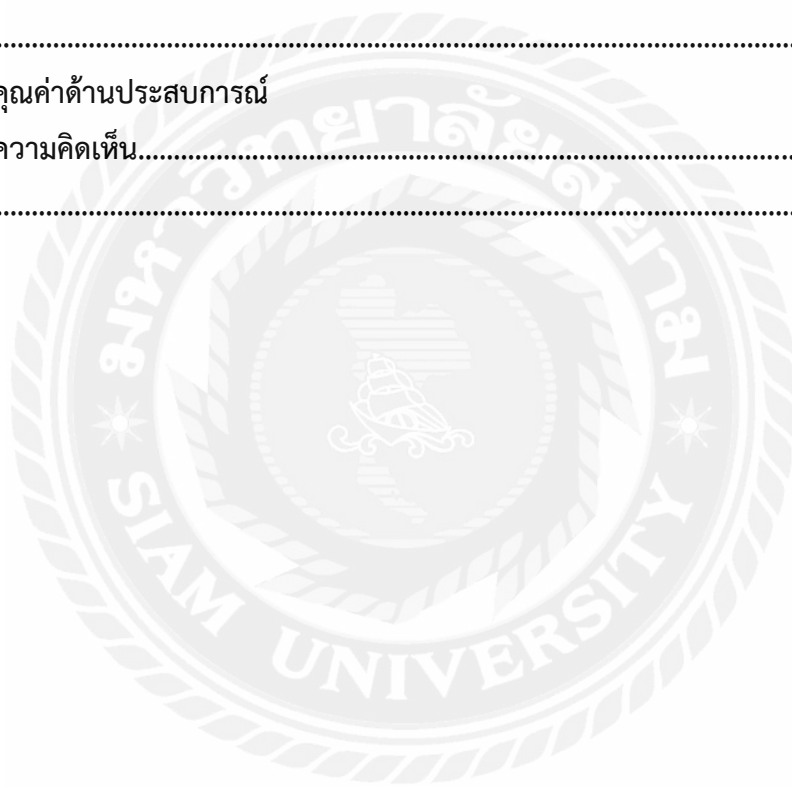 ................................................................................
คุณค่าด้านประสบการณ์
ความคิดเห็น................................................................................
................................................................................
มหาวิทยาลัยสยาม
SIAM UNIVERSITY